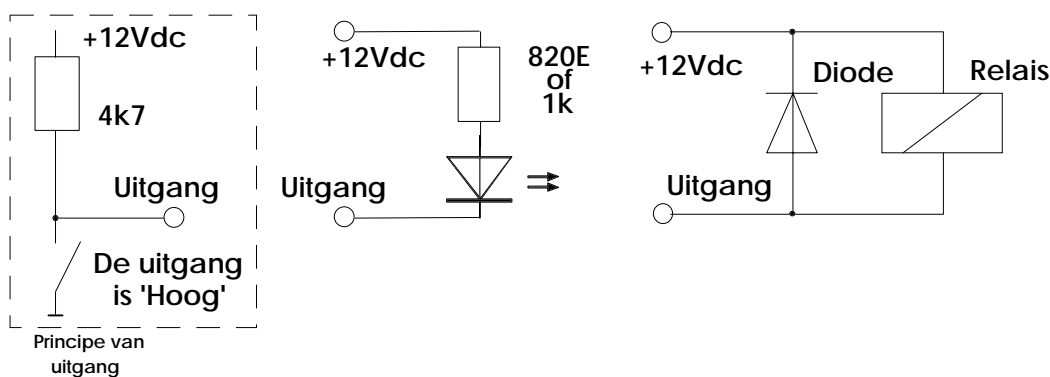 +12Vdc
4k7
Uitgang
De uitgang
is 'Hoog'
Principe van
uitgang
+12Vdc
820E
of
1k
Uitgang
+12Vdc
Diode
Relais
Uitgang